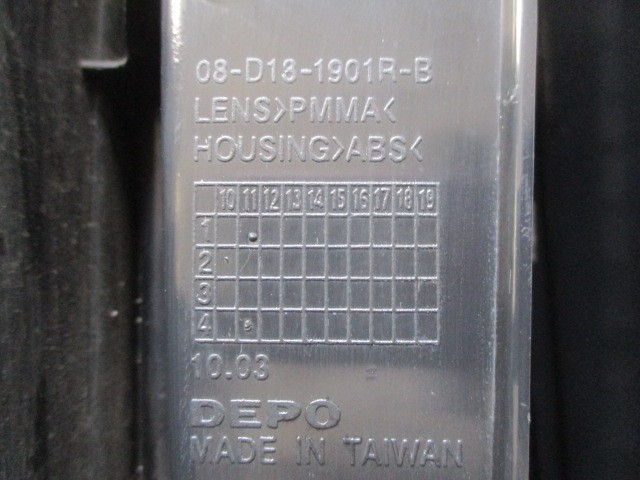 08-D13-1901R-B
LENS>PMMA<
HOUSING>ABS<
10 11 12 13 14 15 16 17 18 19
1
2
3
4
10.03
DEPO
MADE IN TAIWAN